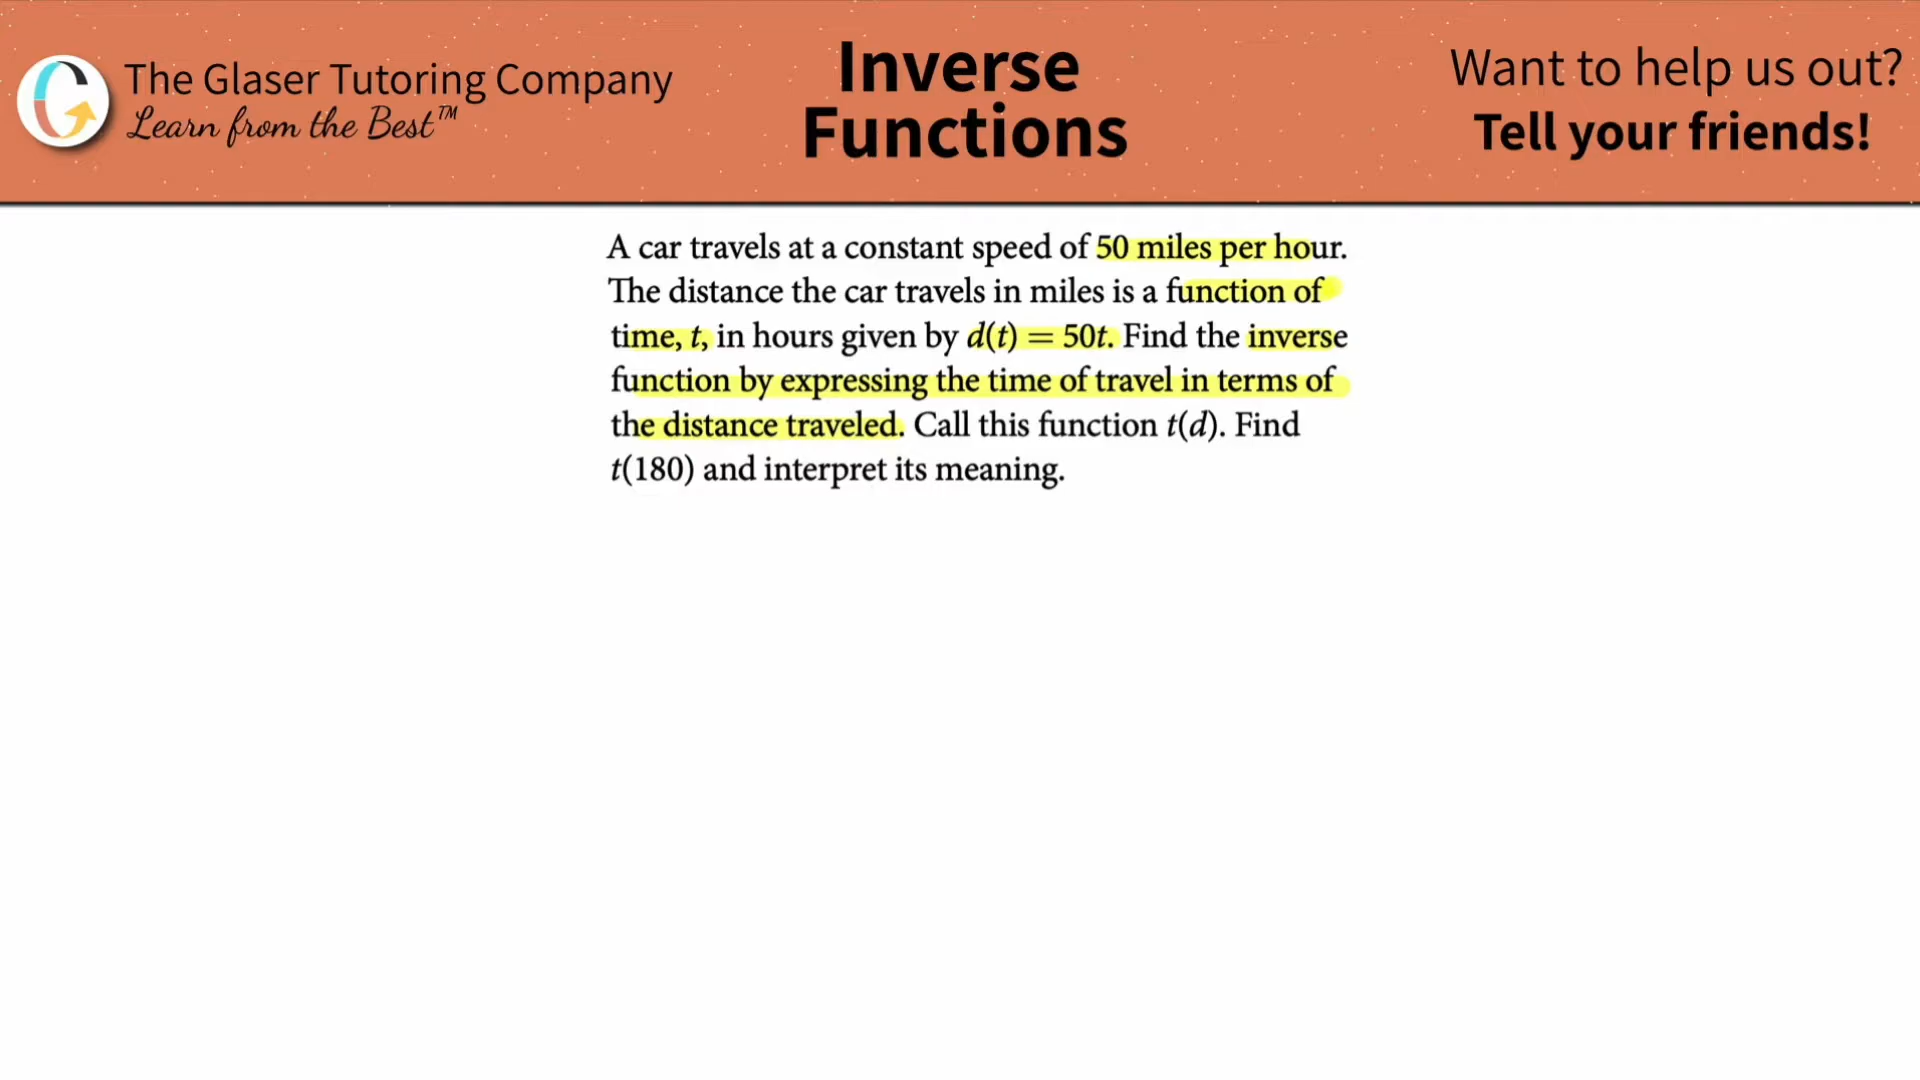 The Glaser Tutoring Company
Learn from the Best™
Inverse
Functions
Want to help us out?
Tell your friends!
A car travels at a constant speed of 50 miles per hour.
The distance the car travels in miles is a function of
time, t, in hours given by d(t) = 50t. Find the inverse
function by expressing the time of travel in terms of
the distance traveled. Call this function t(d). Find
t(180) and interpret its meaning.